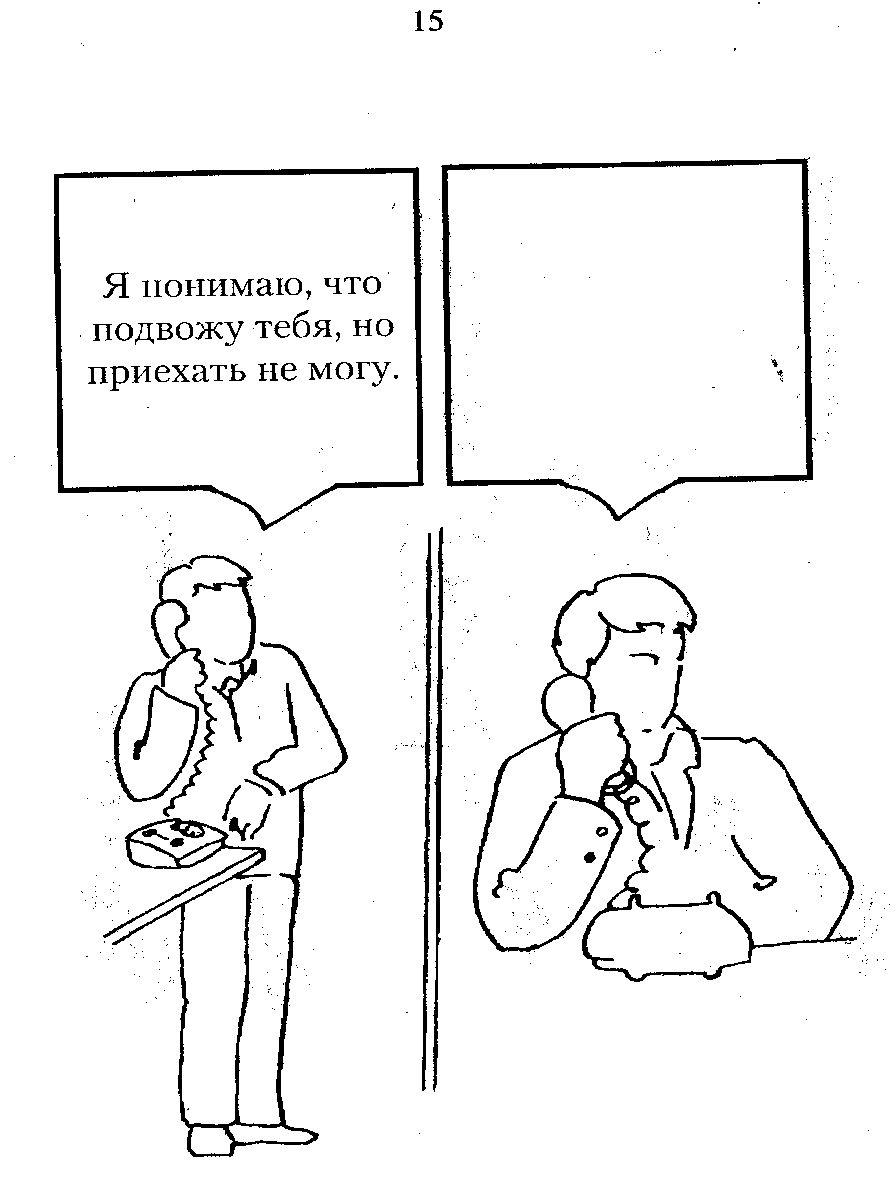 15
Я понимаю, что
подвожу тебя, но
приехать не могу.